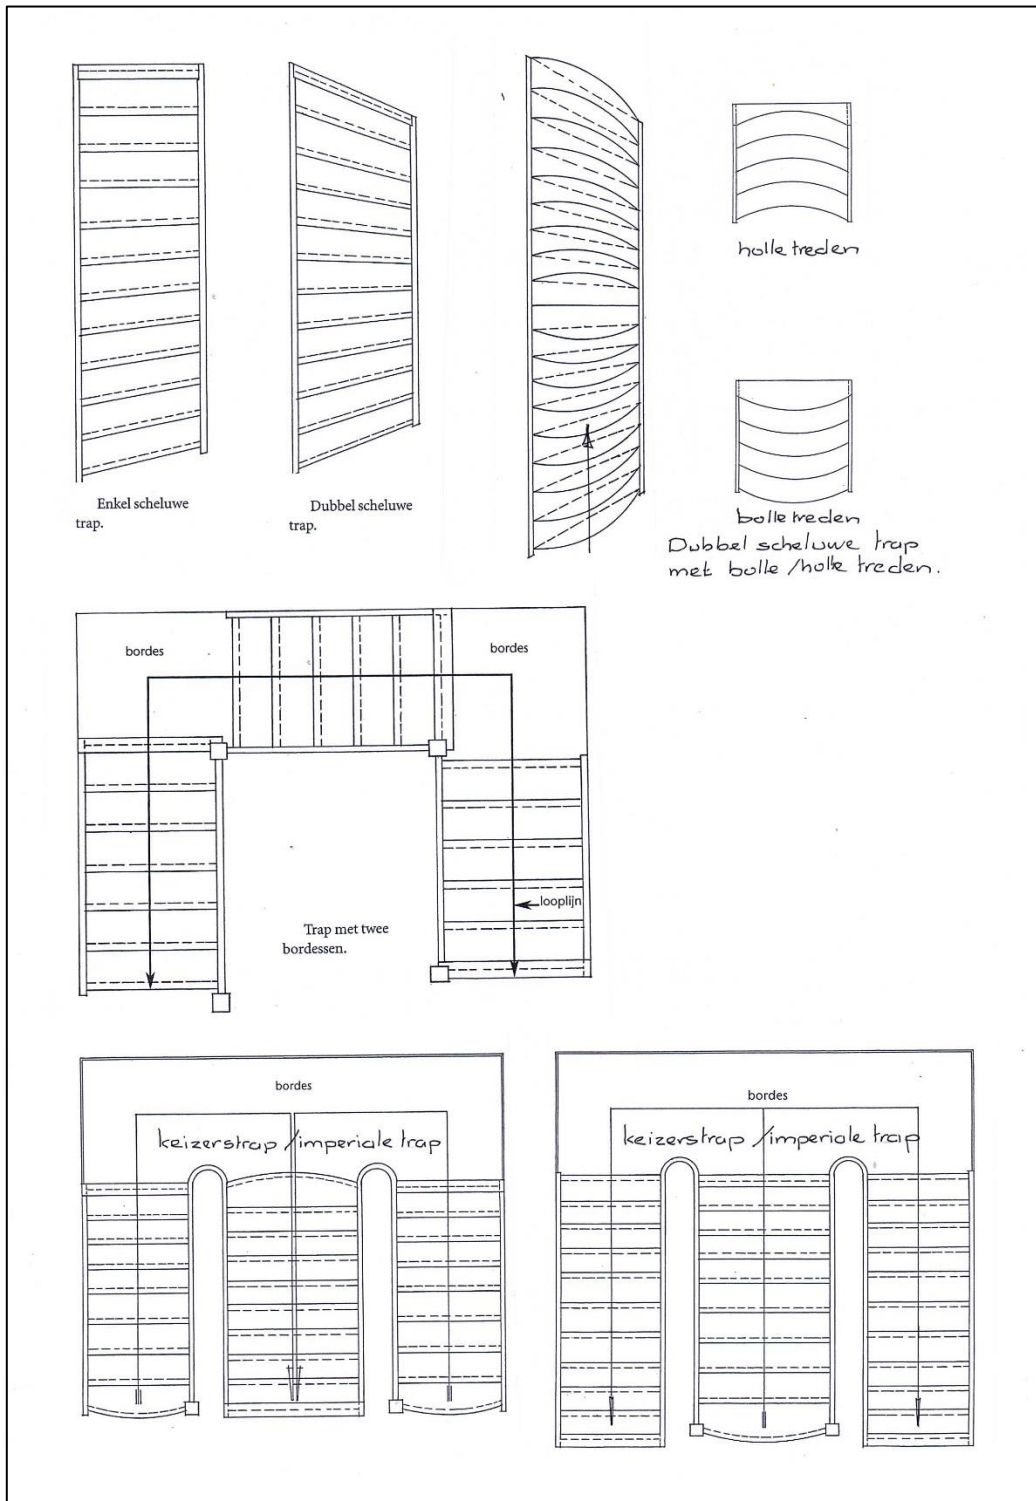 holle treden
Enkel scheluwe
trap.
Dubbel scheluwe
trap.
bolle treden
Dubbel scheluwe trap
met bolle /holle treden.
bordes
bordes
looplijn
Trap met twee
bordessen.
bordes
keizerstrap /imperiale trap
bordes
keizerstrap /imperiale trap